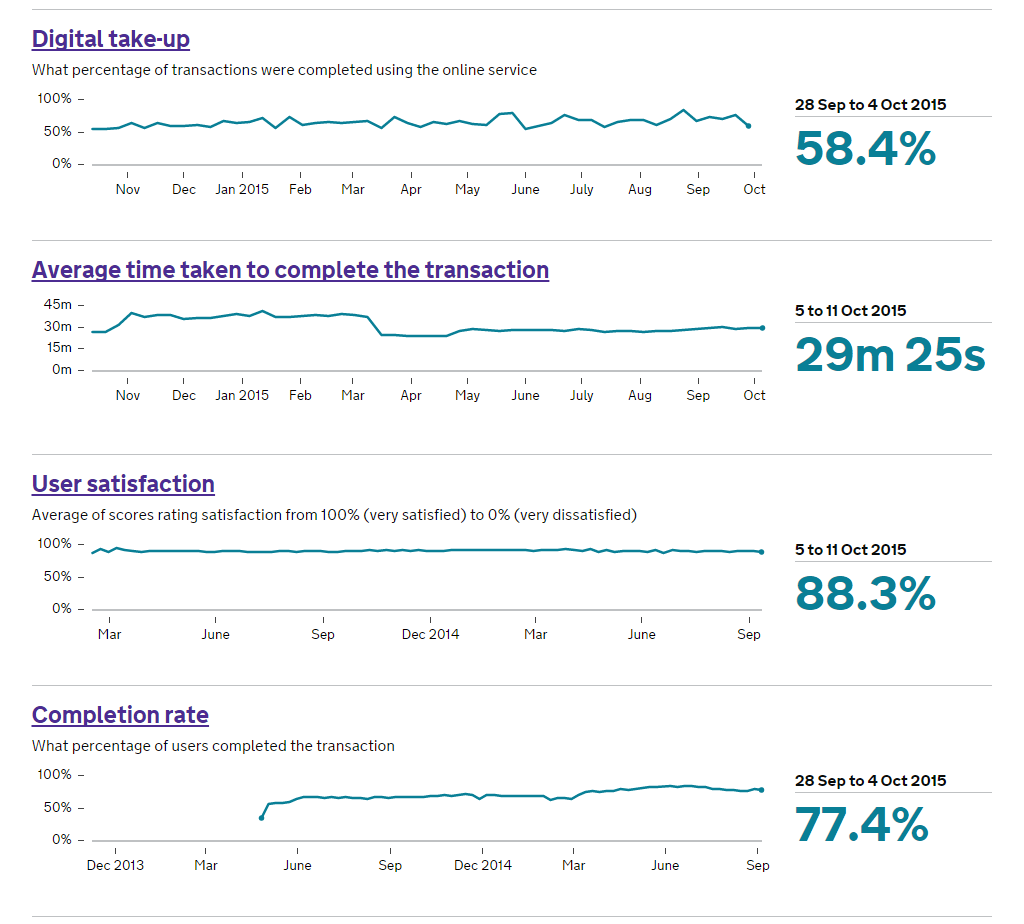 Digital take-up
What percentage of transactions were completed using the online service
100%
50%
0%
Nov Dec Jan 2015 Feb Mar Apr May June July Aug Sep Oct
28 Sep to 4 Oct 2015
58.4%
Average time taken to complete the transaction
45m
30m
15m
0m
Nov Dec Jan 2015 Feb Mar Apr May June July Aug Sep Oct
5 to 11 Oct 2015
29m 25s
User satisfaction
Average of scores rating satisfaction from 100% (very satisfied) to 0% (very dissatisfied)
100%
50%
0%
Mar June Sep Dec 2014 Mar June Sep
5 to 11 Oct 2015
88.3%
Completion rate
What percentage of users completed the transaction
100%
50%
0%
Dec 2013 Mar June Sep Dec 2014 Mar June Sep
28 Sep to 4 Oct 2015
77.4%